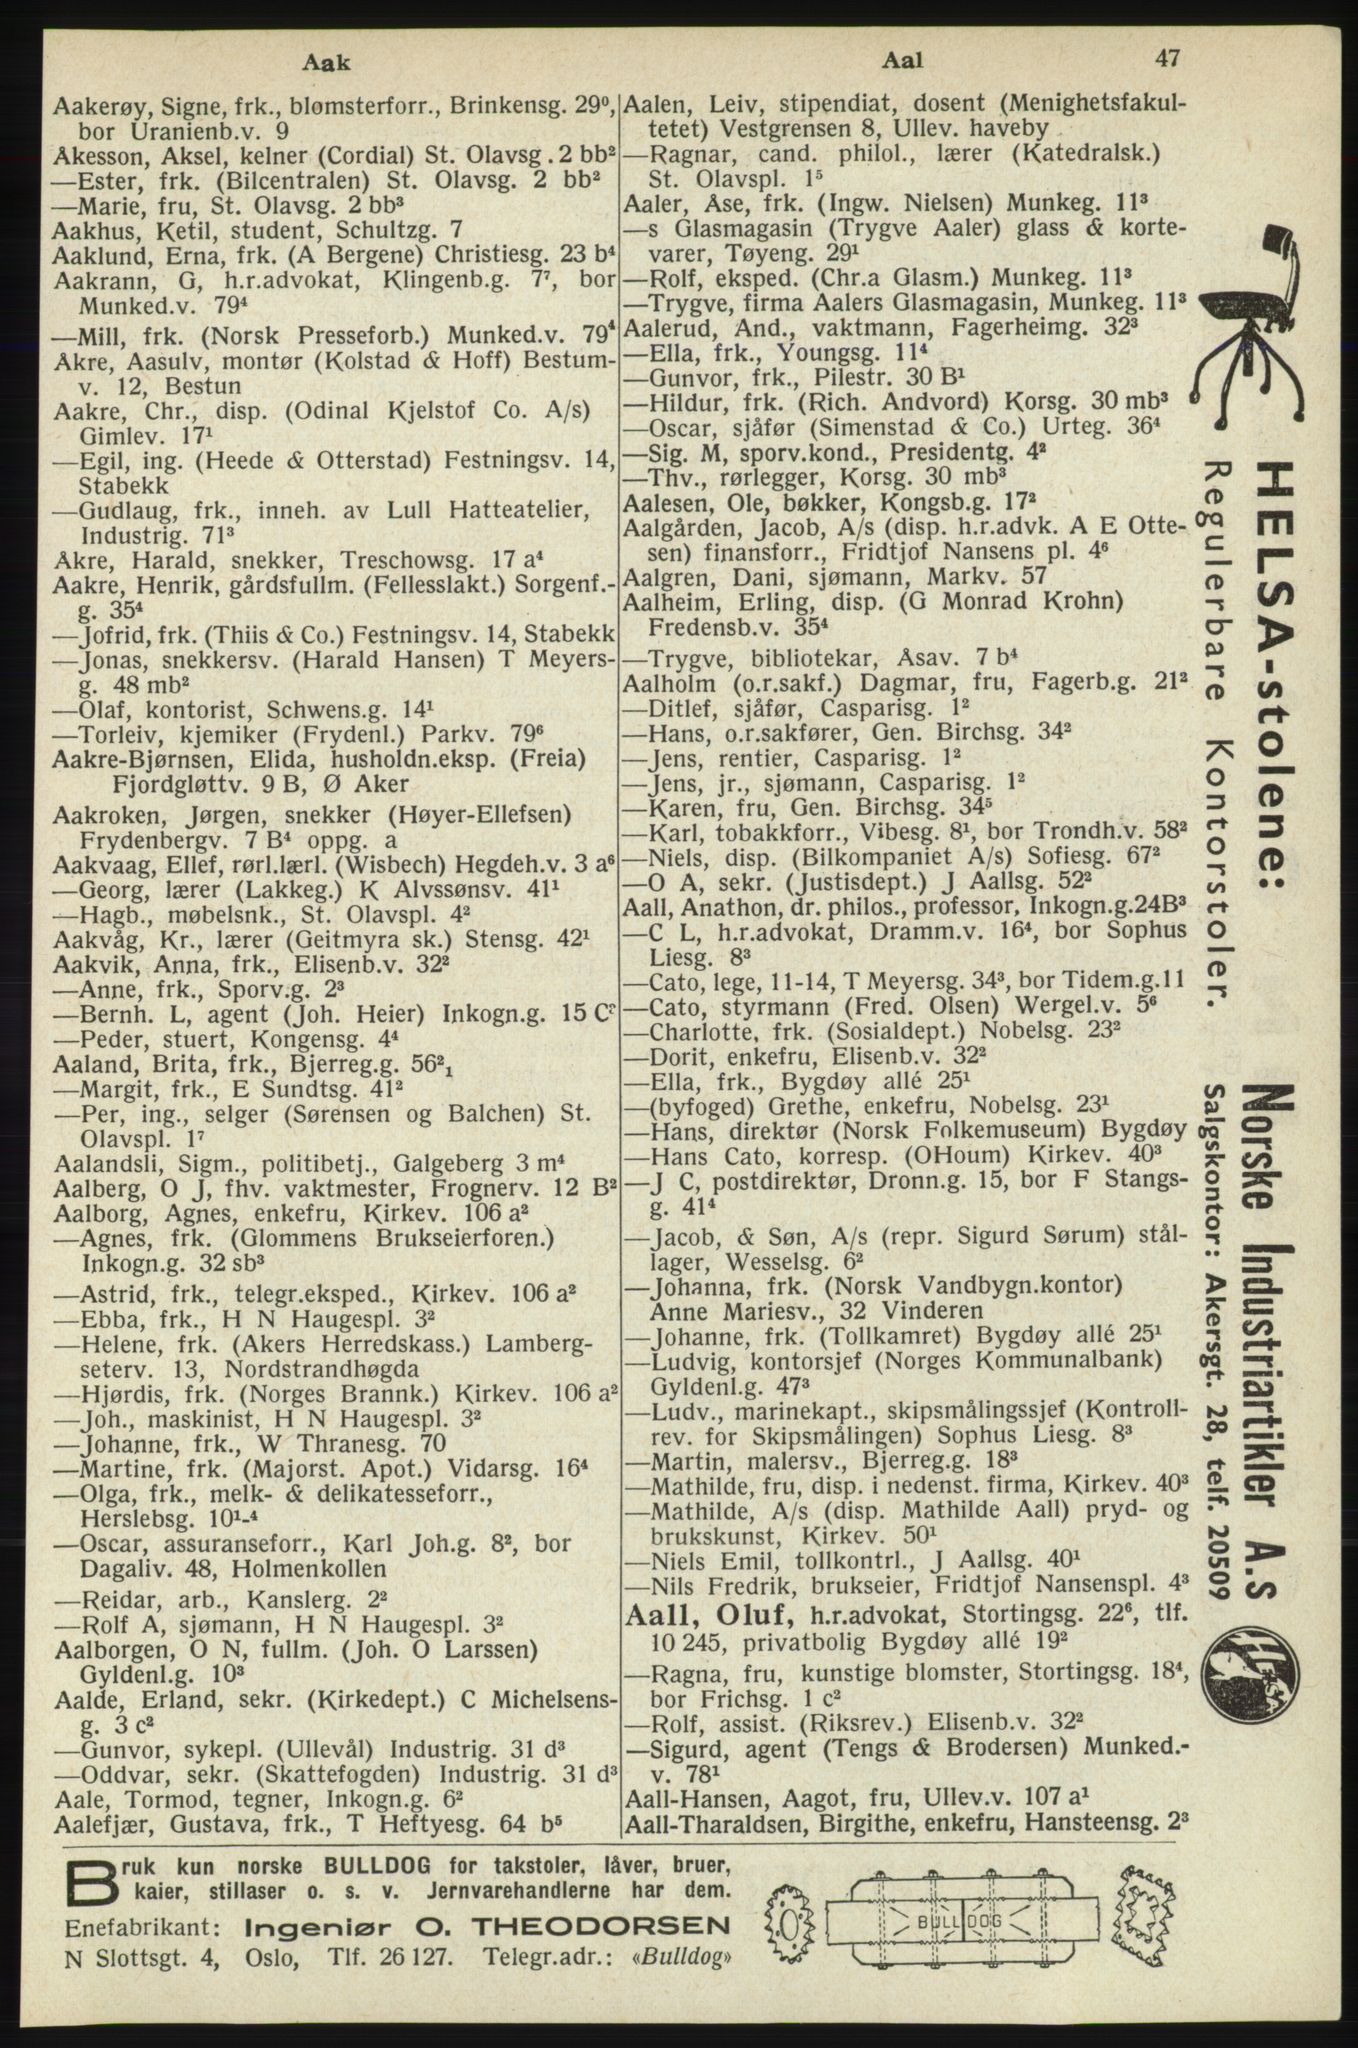 Aak
Aal
47
Aakerøy, Signe, frk., blomsterforr., Brinkensg. 29⁰,
bor Uranienb.v. 9
Åkesson, Aksel, kelner (Cordial) St. Olavsg. 2 bb²
—Ester, frk. (Bilcentralen) St. Olavsg. 2 bb²
—Marie, fru, St. Olavsg. 2 bb³
Aakhus, Ketil, student, Schultzg. 7
Aaklund, Erna, frk. (A Bergene) Christiesg. 23 b⁴
Aakrann, G, h.r.advokat, Klingenb.g. 7⁷, bor
Munked.v. 79⁴
—Mill, frk. (Norsk Presseforb.) Munked.v. 79⁴
Åkre, Aasulv, montør (Kolstad & Hoff) Bestum-
v. 12, Bestun
Aakre, Chr., disp. (Odinal Kjelstof Co. A/s)
Gimlev. 17¹
—Egil, ing. (Heede & Otterstad) Festningsv. 14,
Stabekk
—Gudlaug, frk., inneh. av Lull Hatteatelier,
Industrig. 71³
Åkre, Harald, snekker, Treschowsg. 17 a⁴
Aakre, Henrik, gårdsfullm. (Fellesslakt.) Sorgenf.-
g. 35⁴
—Jofrid, frk. (Thiis & Co.) Festningsv. 14, Stabekk
—Jonas, snekkersv. (Harald Hansen) T Meyers-
g. 48 mb²
—Olaf, kontorist, Schwens.g. 14¹
—Torleiv, kjemiker (Frydenl.) Parkv. 79⁶
Aakre-Bjørnsen, Elida, husholdn.eksp. (Freia)
Fjordgløttv. 9 B, Ø Aker
Aakroken, Jørgen, snekker (Høyer-Ellefsen)
Frydenbergv. 7 B⁴ oppg. a
Aakvaag, Ellef, rørl.lærl. (Wisbech) Hegdeh.v. 3 a⁶
—Georg, lærer (Lakkeg.) K Alvssønsv. 41¹
—Hagb., møbelsnk., St. Olavspl. 4²
Aakvåg, Kr., lærer (Geitmyra sk.) Stensg. 42¹
Aakvik, Anna, frk., Elisenb.v. 32²
—Anne, frk., Sporv.g. 2³
—Bernh. L, agent (Joh. Heier) Inkogn.g. 15 C²
—Peder, stuert, Kongensg. 4⁴
Aaland, Brita, frk., Bjerreg.g. 56²₁
—Margit, frk., E Sundtsg. 41²
—Per, ing., selger (Sørensen og Balchen) St.
Olavspl. 1⁷
Aalandsli, Sigm., politibetj., Galgeberg 3 m⁴
Aalberg, O J, fhv. vaktmester, Frognerv. 12 B²
Aalborg, Agnes, enkefru, Kirkev. 106 a²
—Agnes, frk. (Glommens Brukseierforen.)
Inkogn.g. 32 sb³
—Astrid, frk., telegr.eksped., Kirkev. 106 a²
—Ebba, frk., H N Haugespl. 3²
—Helene, frk. (Akers Herredskass.) Lamberg-
seterv. 13, Nordstrandhøgda
—Hjørdis, frk. (Norges Brannk.) Kirkev. 106 a²
—Joh., maskinist, H N Haugespl. 3²
—Johanne, frk., W Thranesg. 70
—Martine, frk. (Majorst. Apot.) Vidarsg. 16⁴
—Olga, frk., melk- & delikatesseforr.,
Herslebsg. 10¹-⁴
—Oscar, assuranseforr., Karl Joh.g. 8², bor
Dagaliv. 48, Holmenkollen
—Reidar, arb., Kanslerg. 2²
—Rolf A, sjømann, H N Haugespl. 3²
Aalborgen, O N, fullm. (Joh. O Larssen)
Gyldenl.g. 10³
Aalde, Erland, sekr. (Kirkedept.) C Michelsens-
g. 3 c²
—Gunvor, sykepl. (Ullevål) Industrig. 31 d³
—Oddvar, sekr. (Skattefogden) Industrig. 31 d³
Aale, Tormod, tegner, Inkogn.g. 6²
Aalefjær, Gustava, frk., T Heftyesg. 64 b⁵
Aalen, Leiv, stipendiat, dosent (Menighetsfakul-
tetet) Vestgrensen 8, Ullev. haveby
—Ragnar, cand. philol., lærer (Katedralsk.)
St. Olavspl. 1⁵
Aaler, Åse, frk. (Ingw. Nielsen) Munkeg. 11³
—s Glasmagasin (Trygve Aaler) glass & korte-
varer, Tøyeng. 29¹
—Rolf, eksped. (Chr.a Glasm.) Munkeg. 11³
—Trygve, firma Aalers Glasmagasin, Munkeg. 11³
Aalerud, And., vaktmann, Fagerheimg. 32³
—Ella, frk., Youngsg. 11⁴
—Gunvor, frk., Pilestr. 30 B¹
—Hildur, frk. (Rich. Andvord) Korsg. 30 mb³
—Oscar, sjåfør (Simenstad & Co.) Urteg. 36⁴
—Sig. M, sporv.kond., Presidentg. 4²
—Thv., rørlegger, Korsg. 30 mb³
Aalesen, Ole, bøkker, Kongsb.g. 17²
Aalgården, Jacob, A/s (disp. h.r.advk. A E Otte-
sen) finansforr., Fridtjof Nansens pl. 4⁶
Aalgren, Dani, sjømann, Markv. 57
Aalheim, Erling, disp. (G Monrad Krohn)
Fredensb.v. 35⁴
—Trygve, bibliotekar, Åsav. 7 b⁴
Aalholm (o.r.sakf.) Dagmar, fru, Fagerb.g. 21²
—Ditlef, sjåfør, Casparisg. 1²
—Hans, o.r.sakfører, Gen. Birchsg. 34²
—Jens, rentier, Casparisg. 1²
—Jens, jr., sjømann, Casparisg. 1²
—Karen, fru, Gen. Birchsg. 34⁵
—Karl, tobakkforr., Vibesg. 8¹, bor Trondh.v. 58²
—Niels, disp. (Bilkompaniet A/s) Sofiesg. 67²
—O A, sekr. (Justisdept.) J Aallsg. 52²
Aall, Anathon, dr. philos., professor, Inkogn.g.24B³
—C L, h.r.advokat, Dramm.v. 16⁴, bor Sophus
Liesg. 8³
—Cato, lege, 11-14, T Meyersg. 34³, bor Tidem.g.11
—Cato, styrmann (Fred. Olsen) Wergel.v. 5⁶
—Charlotte, frk. (Sosialdept.) Nobelsg. 23²
—Dorit, enkefru, Elisenb.v. 32²
—Ella, frk., Bygdøy allé 25¹
—(byfoged) Grethe, enkefru, Nobelsg. 23¹
—Hans, direktør (Norsk Folkemuseum) Bygdøy
—Hans Cato, korresp. (OHoum) Kirkev. 40³
—J C, postdirektør, Dronn.g. 15, bor F Stangs-
g. 41⁴
—Jacob, & Søn, A/s (repr. Sigurd Sørum) stål-
lager, Wesselsg. 6²
—Johanna, frk. (Norsk Vandbygn.kontor)
Anne Mariesv., 32 Vinderen
—Johanne, frk. (Tollkamret) Bygdøy allé 25¹
—Ludvig, kontorsjef (Norges Kommunalbank)
Gyldenl.g. 47³
—Ludv., marinekapt., skipsmålingssjef (Kontroll-
rev. for Skipsmålingen) Sophus Liesg. 8³
—Martin, malersv., Bjerreg.g. 18³
—Mathilde, fru, disp. i nedenst. firma, Kirkev. 40³
—Mathilde, A/s (disp. Mathilde Aall) pryd- og
brukskunst, Kirkev. 50¹
—Niels Emil, tollkontrl., J Aallsg. 40¹
—Nils Fredrik, brukseier, Fridtjof Nansenspl. 4³
Aall, Oluf, h.r.advokat, Stortingsg. 22⁶, tlf.
10 245, privatbolig Bygdøy allé 19²
—Ragna, fru, kunstige blomster, Stortingsg. 18⁴,
bor Frichsg. 1 c²
—Rolf, assist. (Riksrev.) Elisenb.v. 32²
—Sigurd, agent (Tengs & Brodersen) Munked.-
v. 78¹
Aall-Hansen, Aagot, fru, Ullev.v. 107 a¹
Aall-Tharaldsen, Birgithe, enkefru, Hansteensg. 2³
HELSA-stolene:
Regulerbare Kontorstoler.
Norske Industriartikler A.S
Salgskontor: Akersgt. 28, telf. 20509
Bruk kun norske BULLDOG for takstoler, låver, bruer,
kaier, stillaser o. s. v. Jernvarehandlerne har dem.
Enefabrikant: Ingeniør O. THEODORSEN
N Slottsgt. 4, Oslo, Tlf. 26 127. Telegr.adr.: «Bulldog»
BULLDOG